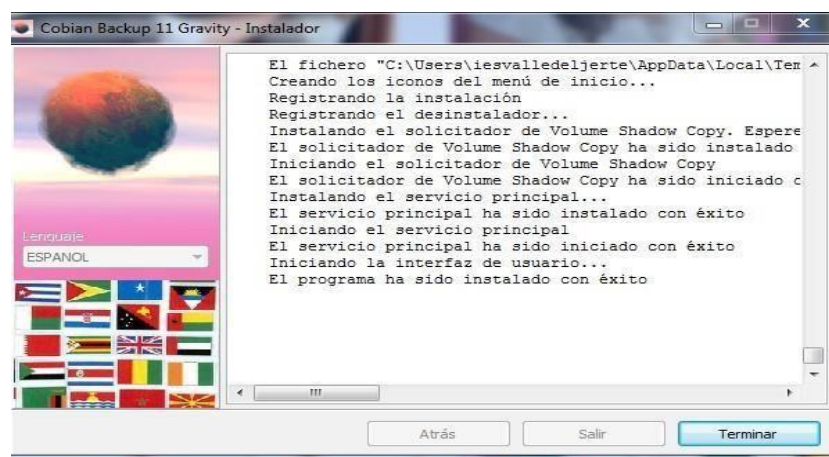 Cobian Backup 11 Gravity - Instalador
El fichero "C:\Users\iesvalledeljerte\AppData\Local\Tem
Creando los iconos del menú de inicio...
Registrando la instalación
Registrando el desinstalador...
Instalando el solicitador de Volume Shadow Copy. Espere
El solicitador de Volume Shadow Copy ha sido instalado
Iniciando el solicitador de Volume Shadow Copy
El solicitador de Volume Shadow Copy ha sido iniciado c
Instalando el servicio principal...
El servicio principal ha sido instalado con éxito
Iniciando el servicio principal
El servicio principal ha sido iniciado con éxito
Iniciando la interfaz de usuario...
El programa ha sido instalado con éxito
Lenguaje
ESPANOL
Atrás
Salir
Terminar